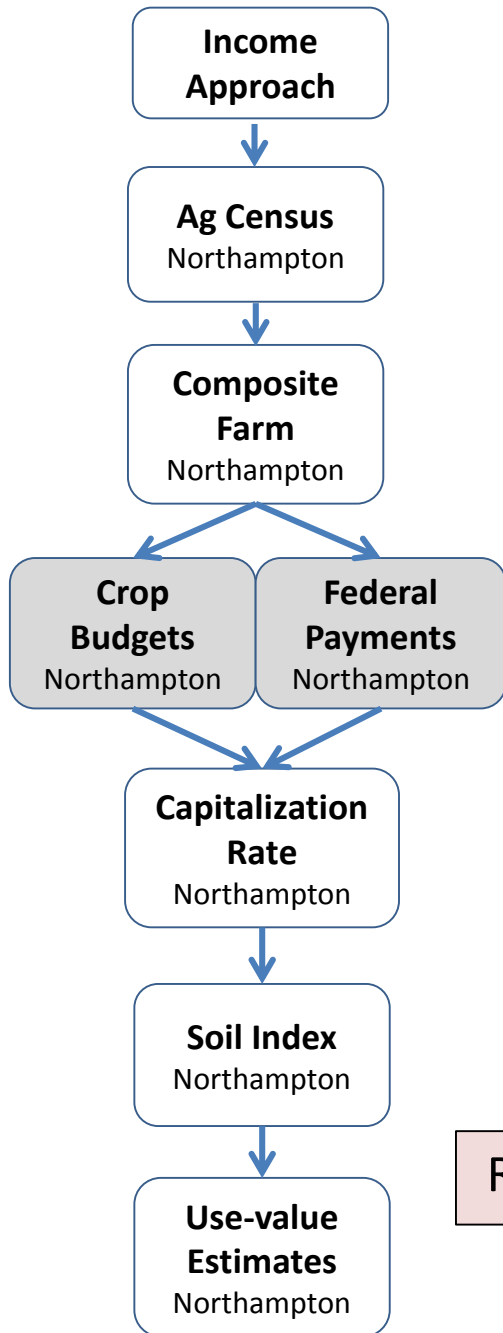 Income
Approach
Ag Census
Northampton
Composite
Farm
Northampton
Crop
Budgets
Northampton
Federal
Payments
Northampton
Capitalization
Rate
Northampton
Soil Index
Northampton
Use-value
Estimates
Northampton